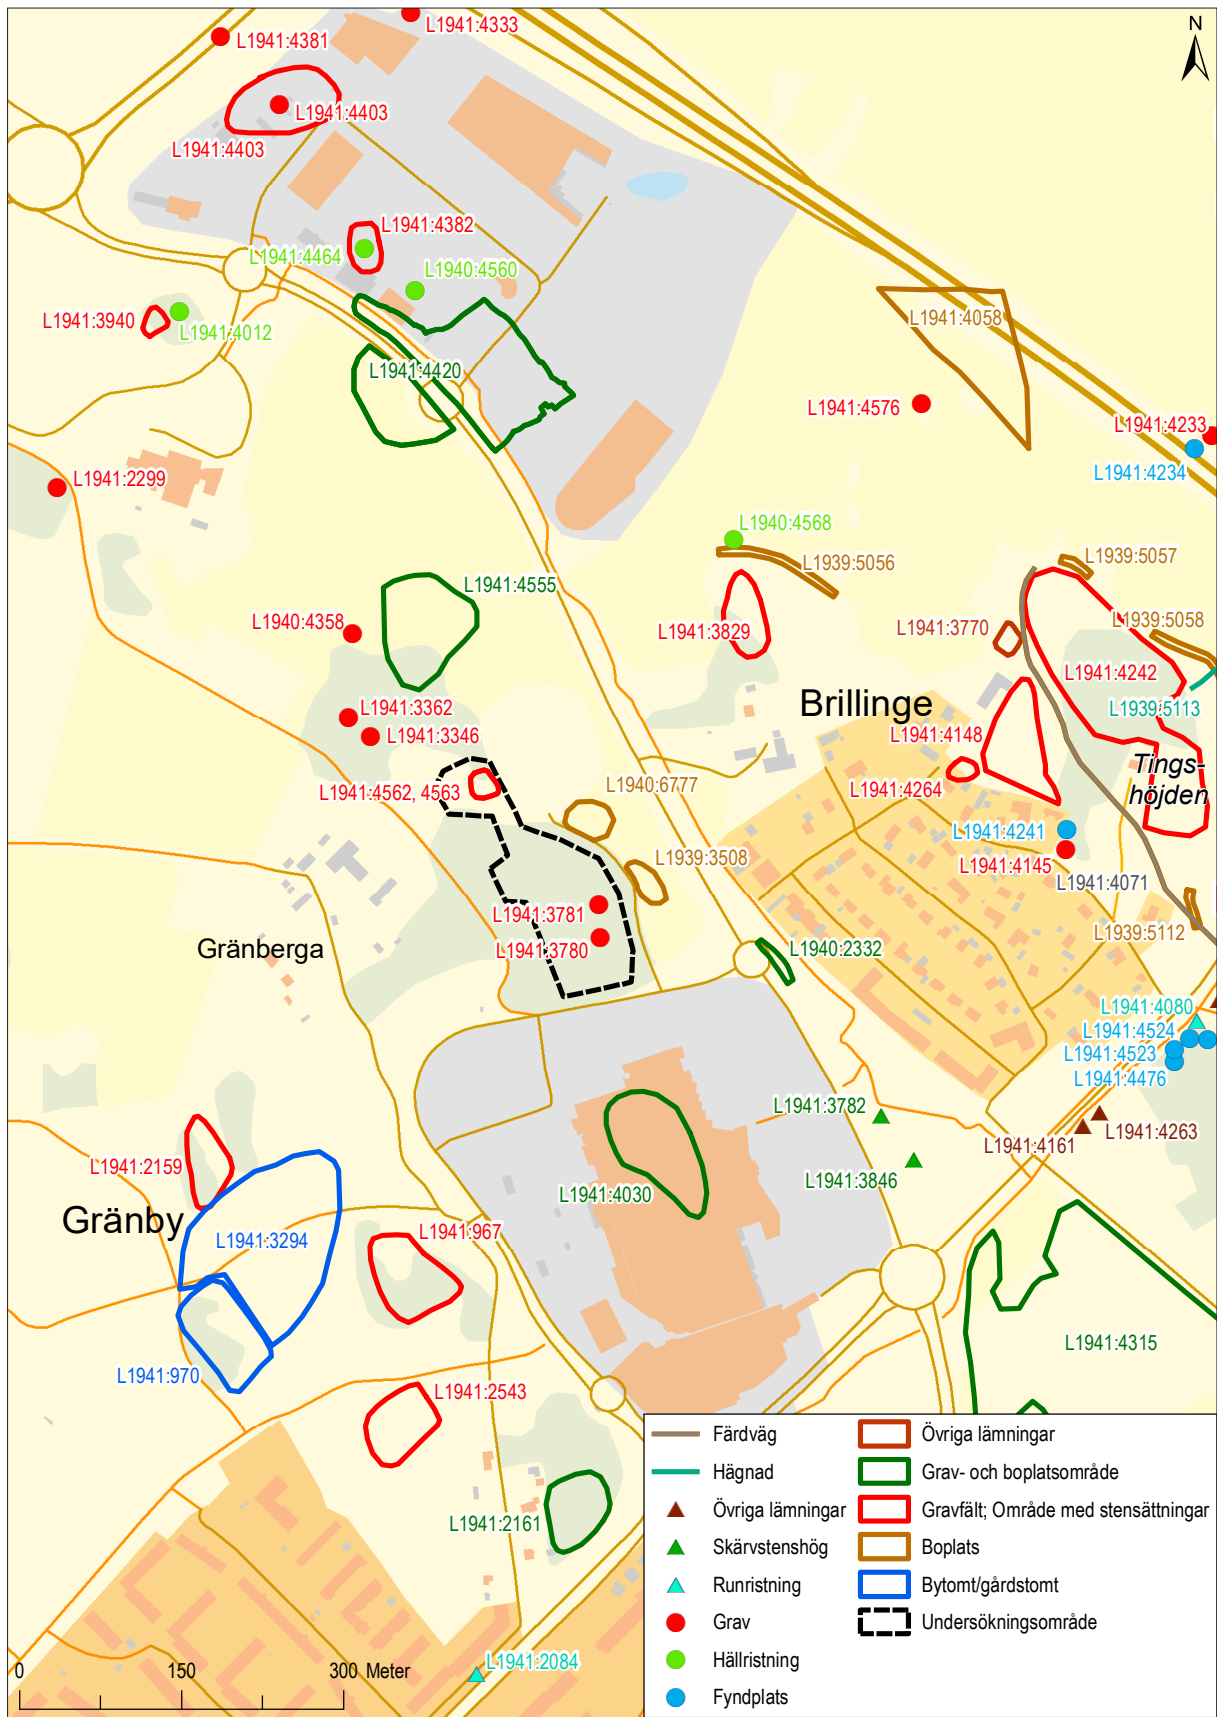 L1941:4333
L1941:4381
N
L1941:4403
L1941:4403
L1941:4382
L1941:4464
L1940:4560
L1941:3940
L1941:4012
L1941:4058
L1941:4420
L1941:4576
L1941:4233
L1941:4234
L1941:2299
L1940:4568
L1939:5056
L1939:5057
L1941:4555
L1940:4358
L1941:3829
L1941:3770
L1939:5058
L1941:4242
L1939:5113
L1941:3362
L1941:3346
Brillinge
L1941:4148
L1941:4264
Tings-
höjden
L1941:4562, 4563
L1940:6777
L1941:4241
L1941:4145
L1939:3508
L1941:4071
L1941:3781
L1941:3780
L1939:5112
Gränberga
L1940:2332
L1941:4080
L1941:4524
L1941:4523
L1941:4476
L1941:3782
L1941:4263
L1941:4161
L1941:2159
L1941:3846
L1941:4030
Gränby
L1941:3294
L1941:967
L1941:4315
L1941:970
L1941:2543
L1941:2161
L1941:2084
Färdväg
Hägnad
Övriga lämningar
Skärvstenshög
Runristning
Grav
Hällristning
Fyndplats
Övriga lämningar
Grav- och boplatsområde
Gravfält; Område med stensättningar
Boplats
Bytomt/gårdstomt
Undersökningsområde
0 150 300 Meter